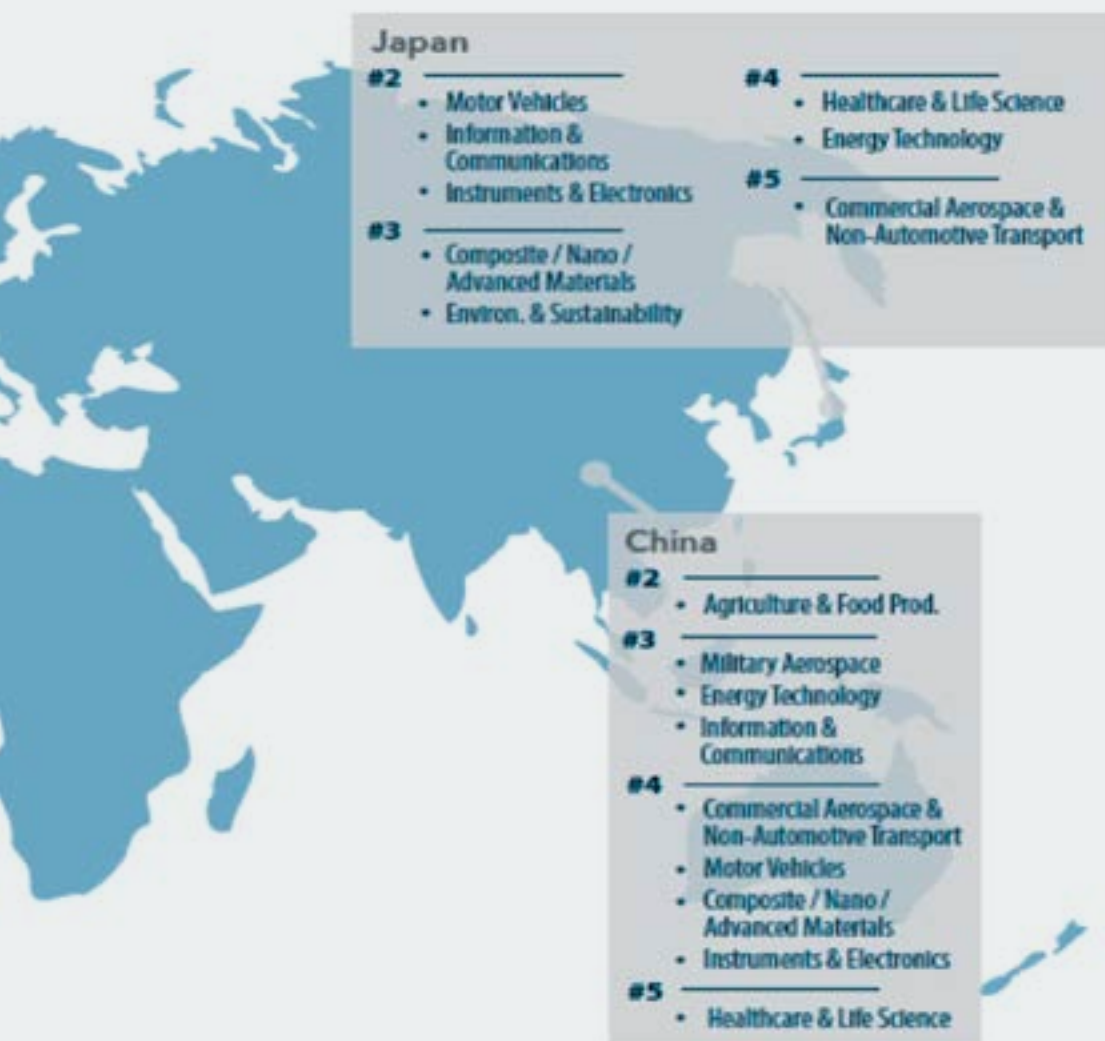 Japan
#2
• Motor Vehicles
• Information &
Communications
• Instruments & Electronics
#3
• Composite / Nano /
Advanced Materials
• Environ. & Sustainability
#4
• Healthcare & Life Science
• Energy Technology
#5
• Commercial Aerospace &
Non-Automotive Transport
China
#2
• Agriculture & Food Prod.
#3
• Military Aerospace
• Energy Technology
• Information &
Communications
#4
• Commercial Aerospace &
Non-Automotive Transport
• Motor Vehicles
• Composite / Nano /
Advanced Materials
• Instruments & Electronics
#5
• Healthcare & Life Science